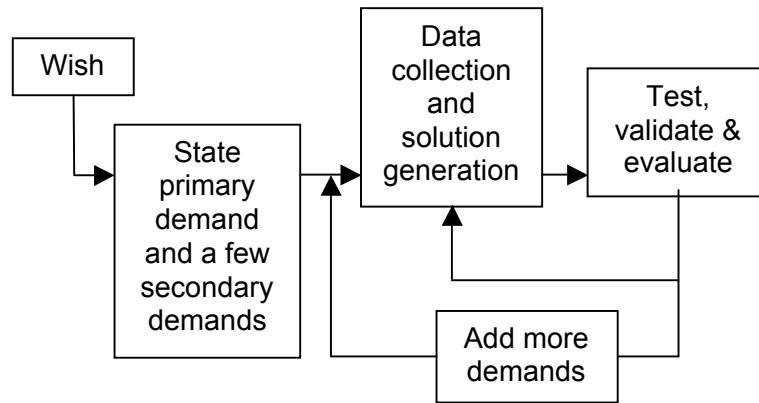 Wish
State
primary
demand
and a few
secondary
demands
Data
collection
and
solution
generation
Test,
validate &
evaluate
Add more
demands